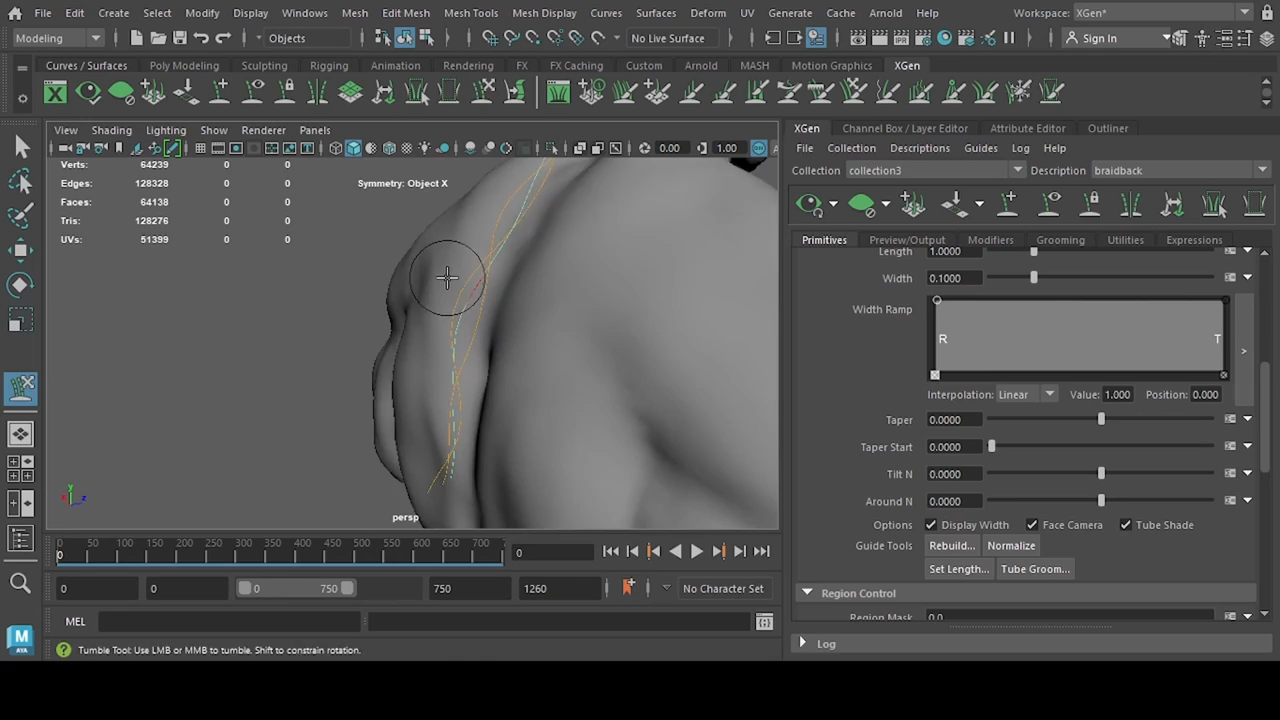 File Edit Create Select Modify Display Windows Mesh Edit Mesh Mesh Tools Mesh Display Curves Surfaces Deform UV Generate Cache Arnold Help Workspace: XGen*
Modeling Objects No Live Surface Sign In
Curves / Surfaces Poly Modeling Sculpting Rigging Animation Rendering FX FX Caching Custom Arnold MASH Motion Graphics XGen
View Shading Lighting Show Renderer Panels
0.00 1.00
Verts: 64239 0 0
Edges: 128328 0 0
Faces: 64138 0 0
Tris: 128276 0 0
UVs: 51399 0 0
Symmetry: Object X
persp
XGen Channel Box / Layer Editor Attribute Editor Outliner
File Collection Descriptions Guides Log Help
Collection collection3 Description braidback
Primitives Preview/Output Modifiers Grooming Utilities Expressions
Length 1.0000
Width 0.1000
Width Ramp
R T
Interpolation: Linear Value: 1.000 Position: 0.000
Taper 0.0000
Taper Start 0.0000
Tilt N 0.0000
Around N 0.0000
Options Display Width Face Camera Tube Shade
Guide Tools Rebuild... Normalize
Set Length... Tube Groom...
Region Control
Region Mask 0.0
Log
0 50 100 150 200 250 300 350 400 450 500 550 600 650 700
0 0
0 0 0 750 750 1260 No Character Set
MEL
Tumble Tool: Use LMB or MMB to tumble. Shift to constrain rotation.